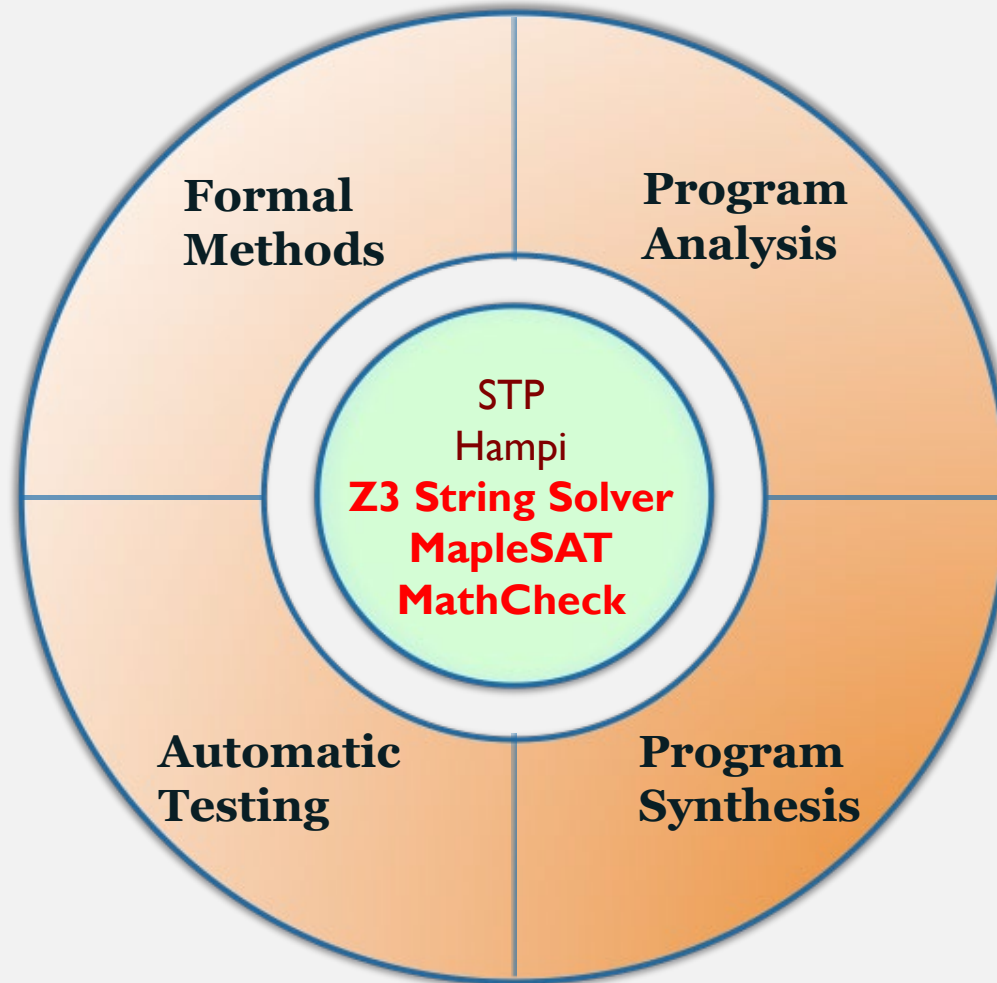 Formal
Methods
Program
Analysis
STP
Hampi
Z3 String Solver
MapleSAT
MathCheck
Automatic
Testing
Program
Synthesis